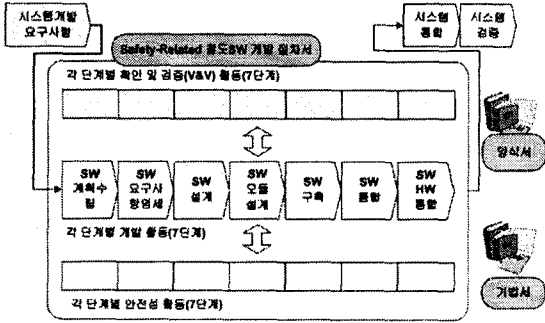 시스템개발
요구사항
시스템
통합
시스템
검증
Safety-Related 철도SW 개발 절차서
각 단계별 확인 및 검증(V&V) 활동(7단계)
SW
계획수
립
SW
요구사
항명세
SW
설계
SW
모듈
설계
SW
구축
SW
통합
SW
HW
통합
각 단계별 개발 활동(7단계)
각 단계별 안전성 활동(7단계)
양식서
기법서